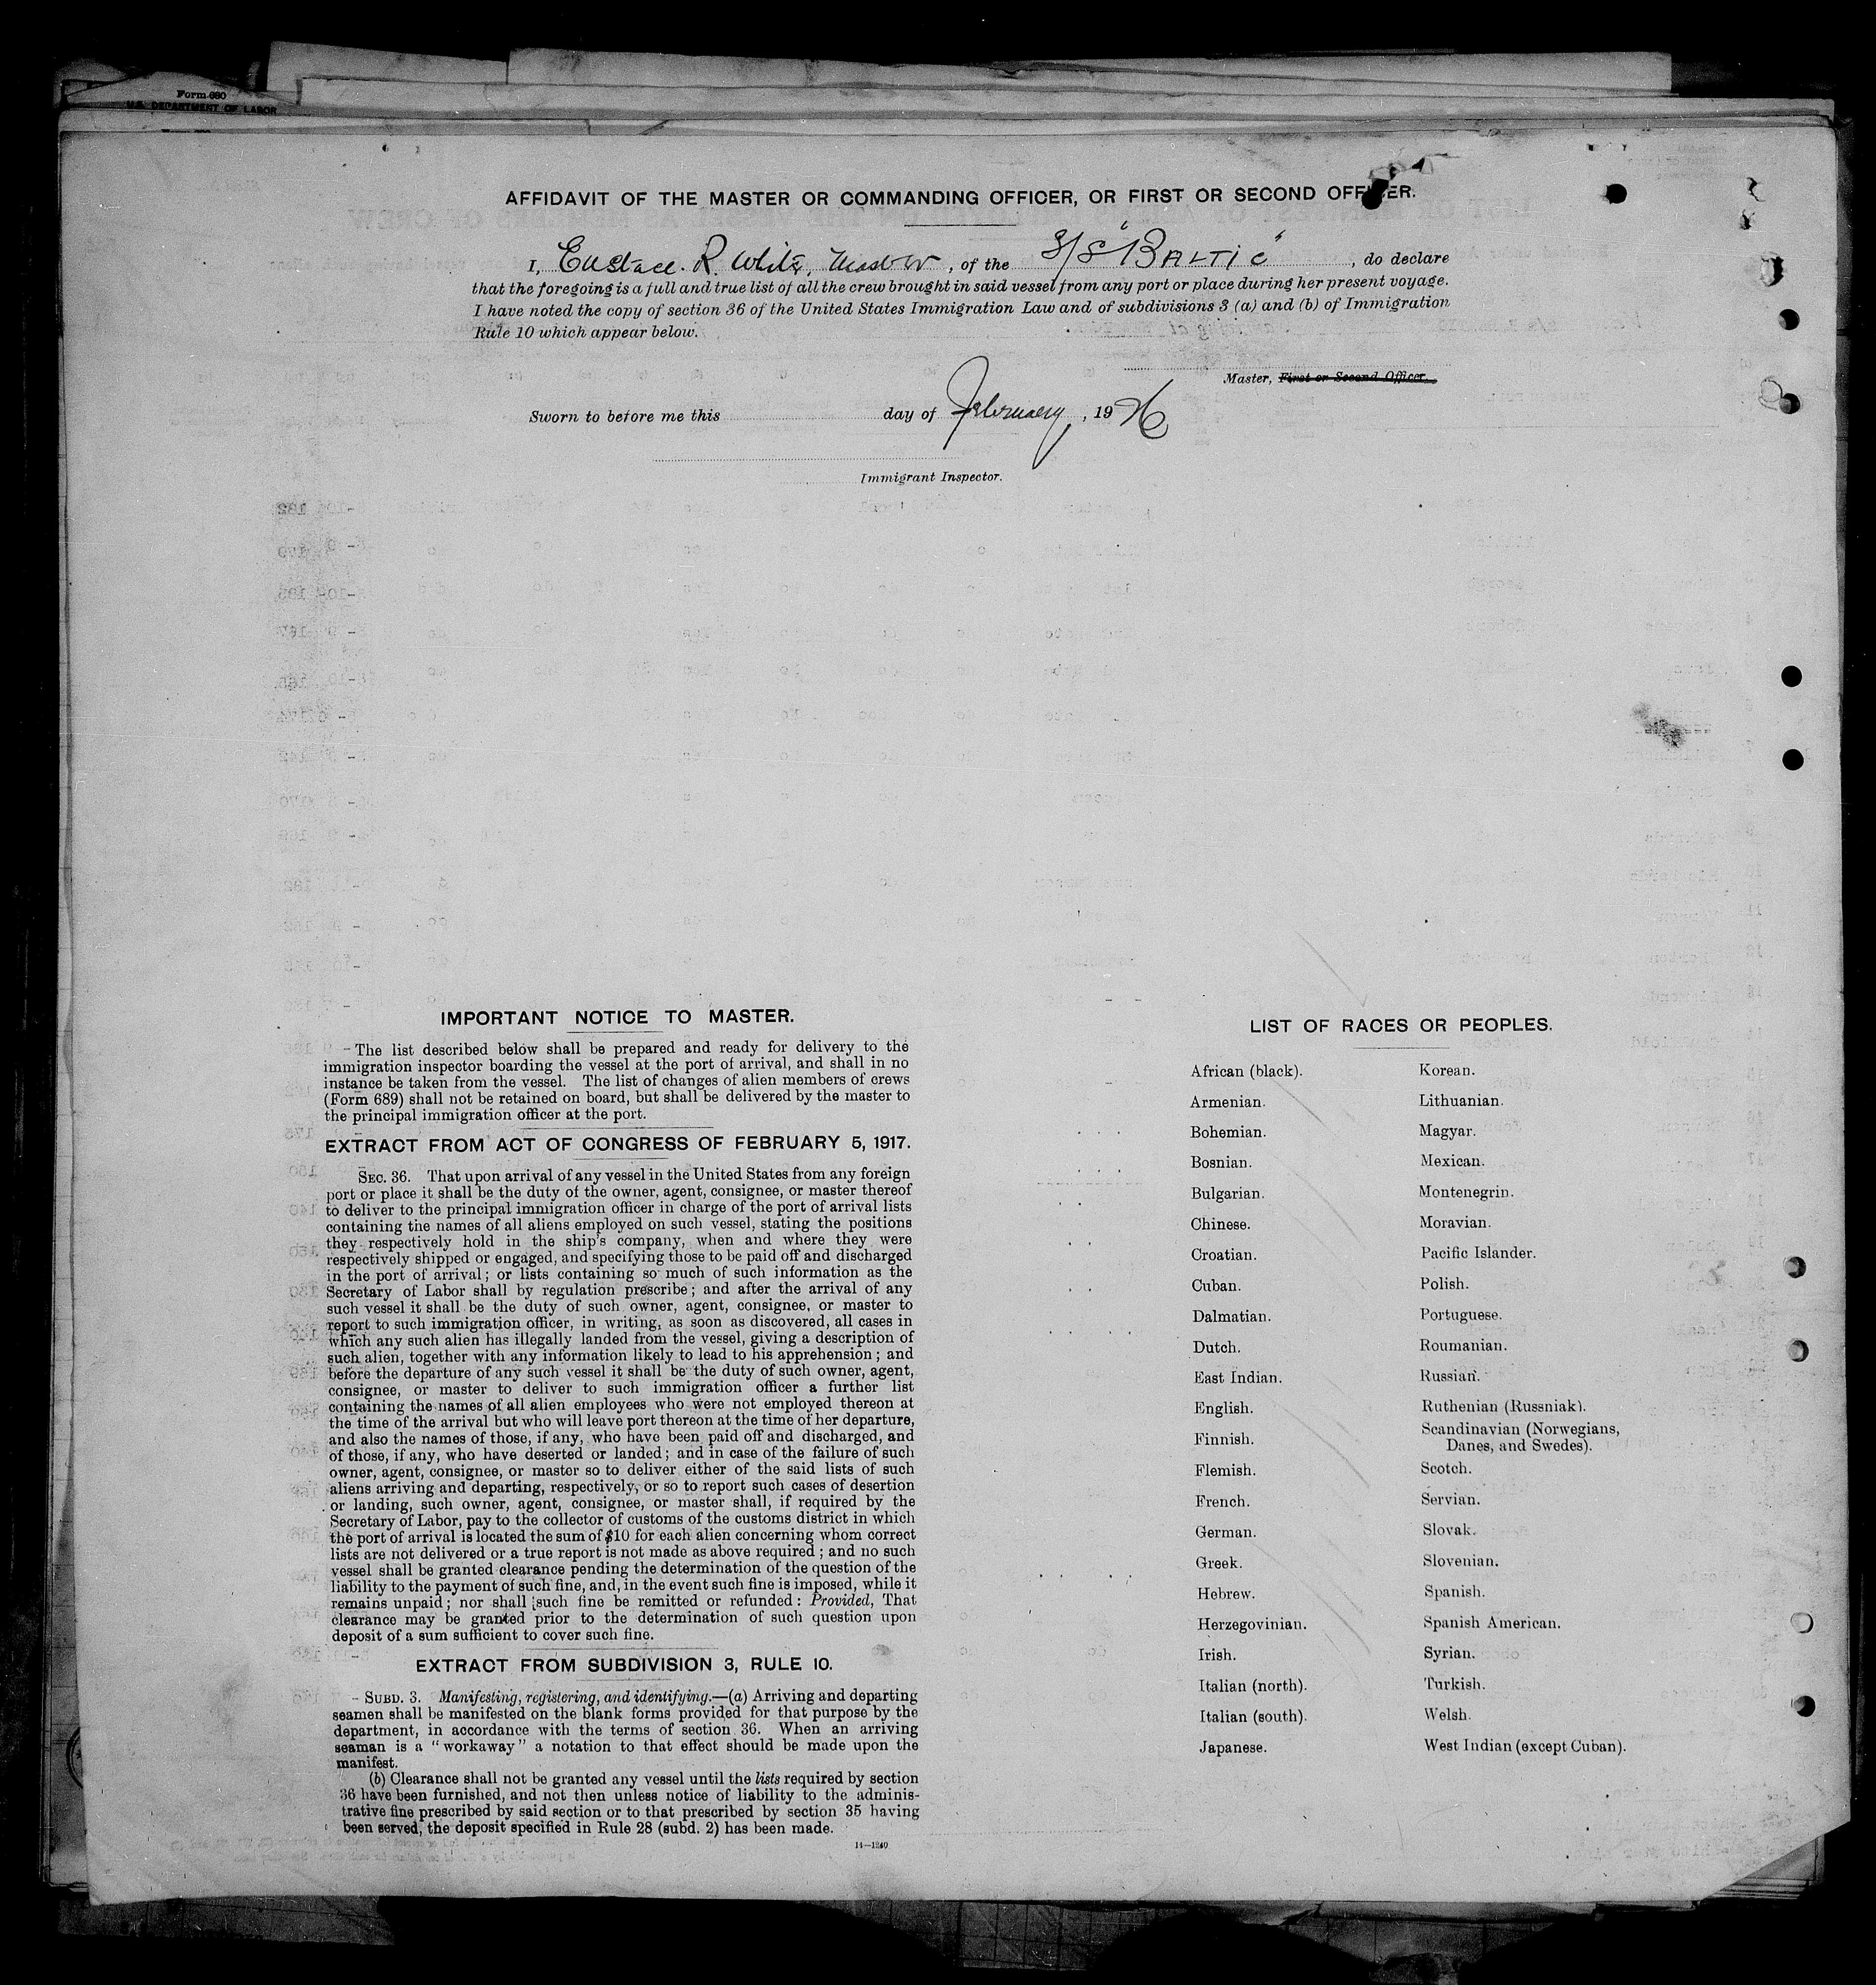 Form 680
U.S. DEPARTMENT OF LABOR
AFFIDAVIT OF THE MASTER OR COMMANDING OFFICER, OR FIRST OR SECOND OFFICER.
I, Eustace. R. White, Master, of the S/S "BALTIC", do declare
that the foregoing is a full and true list of all the crew brought in said vessel from any port or place during her present voyage.
I have noted the copy of section 36 of the United States Immigration Law and of subdivisions 3 (a) and (b) of Immigration
Rule 10 which appear below.
Master, First or Second Officer.
Sworn to before me this day of February, 1926
Immigrant Inspector.
IMPORTANT NOTICE TO MASTER.
The list described below shall be prepared and ready for delivery to the
immigration inspector boarding the vessel at the port of arrival, and shall in no
instance be taken from the vessel. The list of changes of alien members of crews
(Form 689) shall not be retained on board, but shall be delivered by the master to
the principal immigration officer at the port.
EXTRACT FROM ACT OF CONGRESS OF FEBRUARY 5, 1917.
SEC. 36. That upon arrival of any vessel in the United States from any foreign
port or place it shall be the duty of the owner, agent, consignee, or master thereof
to deliver to the principal immigration officer in charge of the port of arrival lists
containing the names of all aliens employed on such vessel, stating the positions
they respectively hold in the ship's company, when and where they were
respectively shipped or engaged, and specifying those to be paid off and discharged
in the port of arrival; or lists containing so much of such information as the
Secretary of Labor shall by regulation prescribe; and after the arrival of any
such vessel it shall be the duty of such owner, agent, consignee, or master to
report to such immigration officer, in writing, as soon as discovered, all cases in
which any such alien has illegally landed from the vessel, giving a description of
such alien, together with any information likely to lead to his apprehension; and
before the departure of any such vessel it shall be the duty of such owner, agent,
consignee, or master to deliver to such immigration officer a further list
containing the names of all alien employees who were not employed thereon at
the time of the arrival but who will leave port thereon at the time of her departure,
and also the names of those, if any, who have been paid off and discharged, and
of those, if any, who have deserted or landed; and in case of the failure of such
owner, agent, consignee, or master so to deliver either of the said lists of such
aliens arriving and departing, respectively, or so to report such cases of desertion
or landing, such owner, agent, consignee, or master shall, if required by the
Secretary of Labor, pay to the collector of customs of the customs district in which
the port of arrival is located the sum of $10 for each alien concerning whom correct
lists are not delivered or a true report is not made as above required; and no such
vessel shall be granted clearance pending the determination of the question of the
liability to the payment of such fine, and, in the event such fine is imposed, while it
remains unpaid; nor shall such fine be remitted or refunded: Provided, That
clearance may be granted prior to the determination of such question upon
deposit of a sum sufficient to cover such fine.
EXTRACT FROM SUBDIVISION 3, RULE 10.
SUBD. 3. Manifesting, registering, and identifying.—(a) Arriving and departing
seamen shall be manifested on the blank forms provided for that purpose by the
department, in accordance with the terms of section 36. When an arriving
seaman is a "workaway" a notation to that effect should be made upon the
manifest.
(b) Clearance shall not be granted any vessel until the lists required by section
36 have been furnished, and not then unless notice of liability to the adminis-
trative fine prescribed by said section or to that prescribed by section 35 having
been served, the deposit specified in Rule 28 (subd. 2) has been made.
14—1240
LIST OF RACES OR PEOPLES.
African (black).
Armenian.
Bohemian.
Bosnian.
Bulgarian.
Chinese.
Croatian.
Cuban.
Dalmatian.
Dutch.
East Indian.
English.
Finnish.
Flemish.
French.
German.
Greek.
Hebrew.
Herzegovinian.
Irish.
Italian (north).
Italian (south).
Japanese.
Korean.
Lithuanian.
Magyar.
Mexican.
Montenegrin.
Moravian.
Pacific Islander.
Polish.
Portuguese.
Roumanian.
Russian.
Ruthenian (Russniak).
Scandinavian (Norwegians,
Danes, and Swedes).
Scotch.
Servian.
Slovak.
Slovenian.
Spanish.
Spanish American.
Syrian.
Turkish.
Welsh.
West Indian (except Cuban).